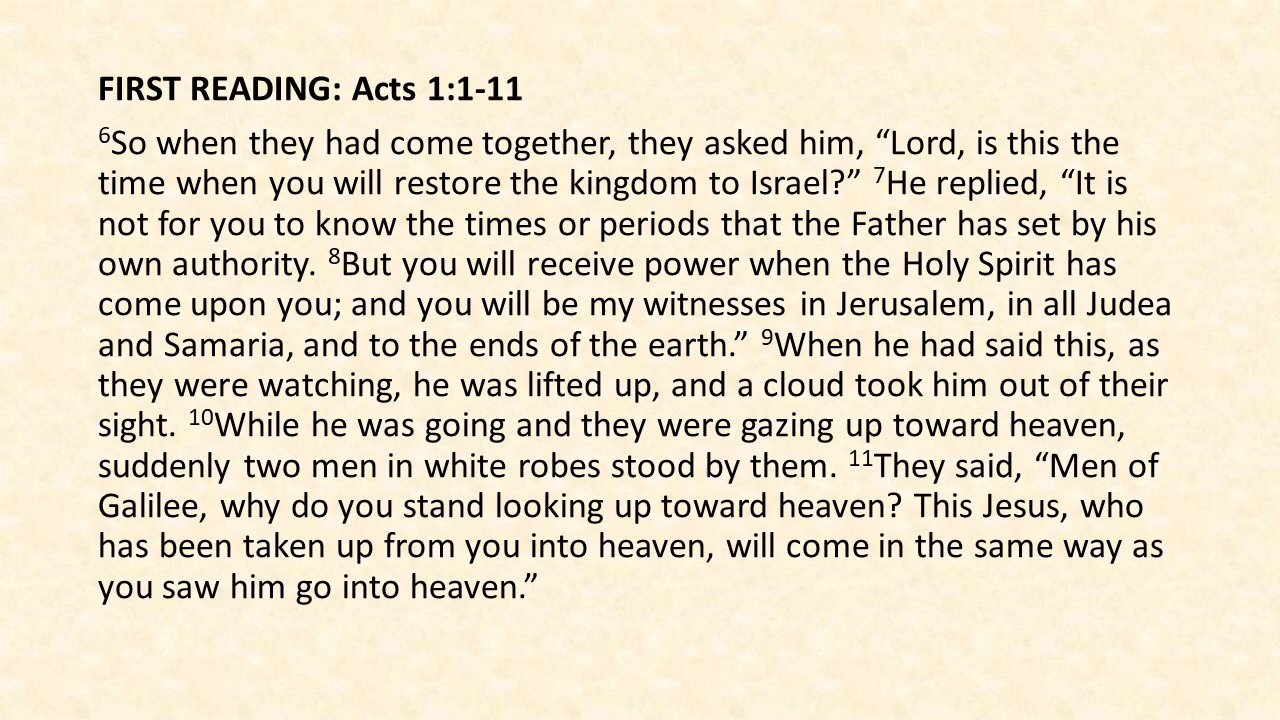 FIRST READING: Acts 1:1-11
⁶So when they had come together, they asked him, “Lord, is this the
time when you will restore the kingdom to Israel?” ⁷He replied, “It is
not for you to know the times or periods that the Father has set by his
own authority. ⁸But you will receive power when the Holy Spirit has
come upon you; and you will be my witnesses in Jerusalem, in all Judea
and Samaria, and to the ends of the earth.” ⁹When he had said this, as
they were watching, he was lifted up, and a cloud took him out of their
sight. ¹⁰While he was going and they were gazing up toward heaven,
suddenly two men in white robes stood by them. ¹¹They said, “Men of
Galilee, why do you stand looking up toward heaven? This Jesus, who
has been taken up from you into heaven, will come in the same way as
you saw him go into heaven.”